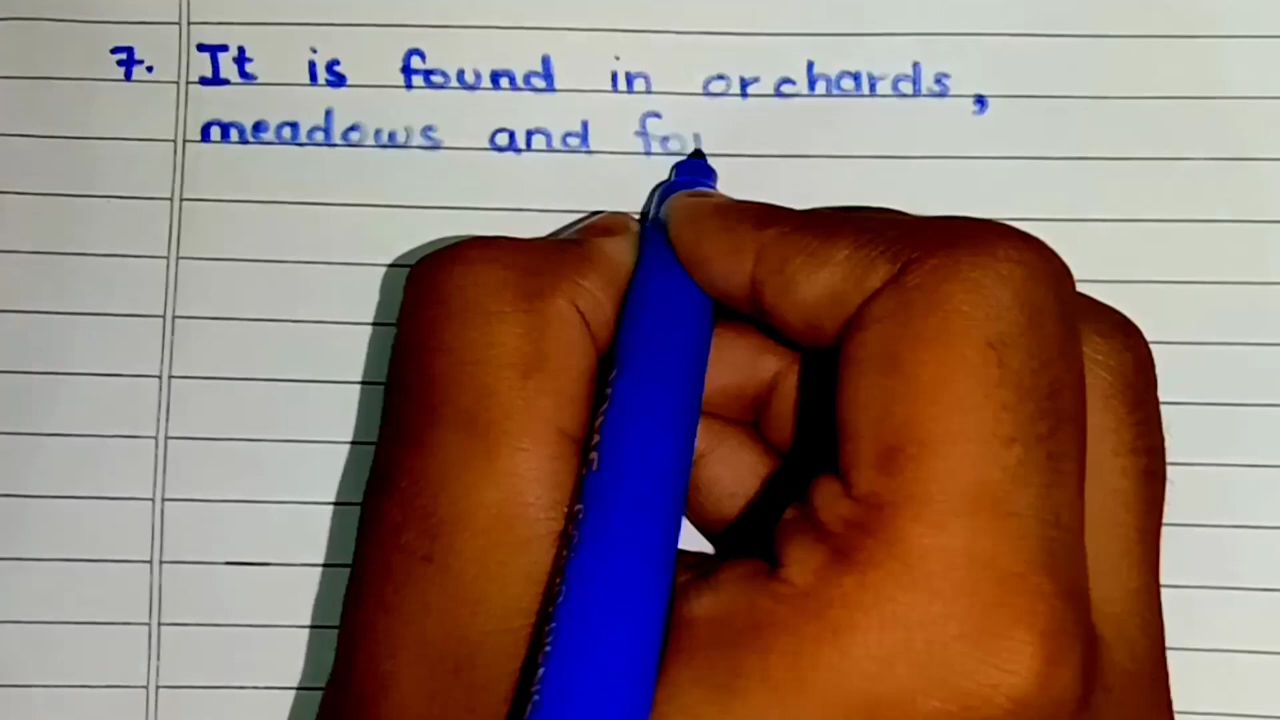 7. It is found in orchards,
meadows and